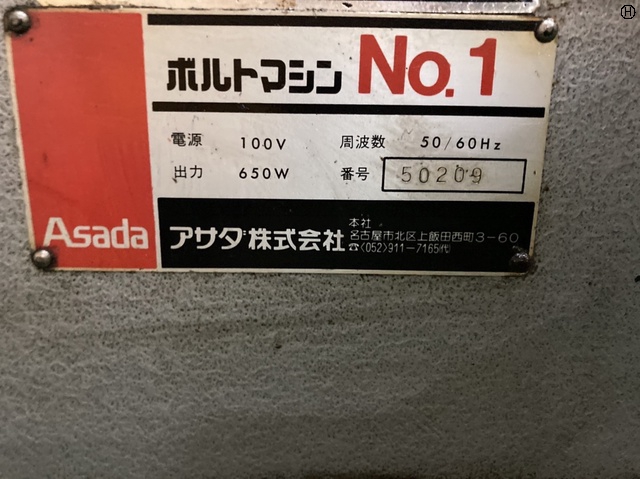 ボルトマシン No.1
電源 100V 周波数 50/60Hz
出力 650W 番号 50209
Asada アサダ株式会社
本社
名古屋市北区上飯田西町3-60
☎<052>911-7165代
H